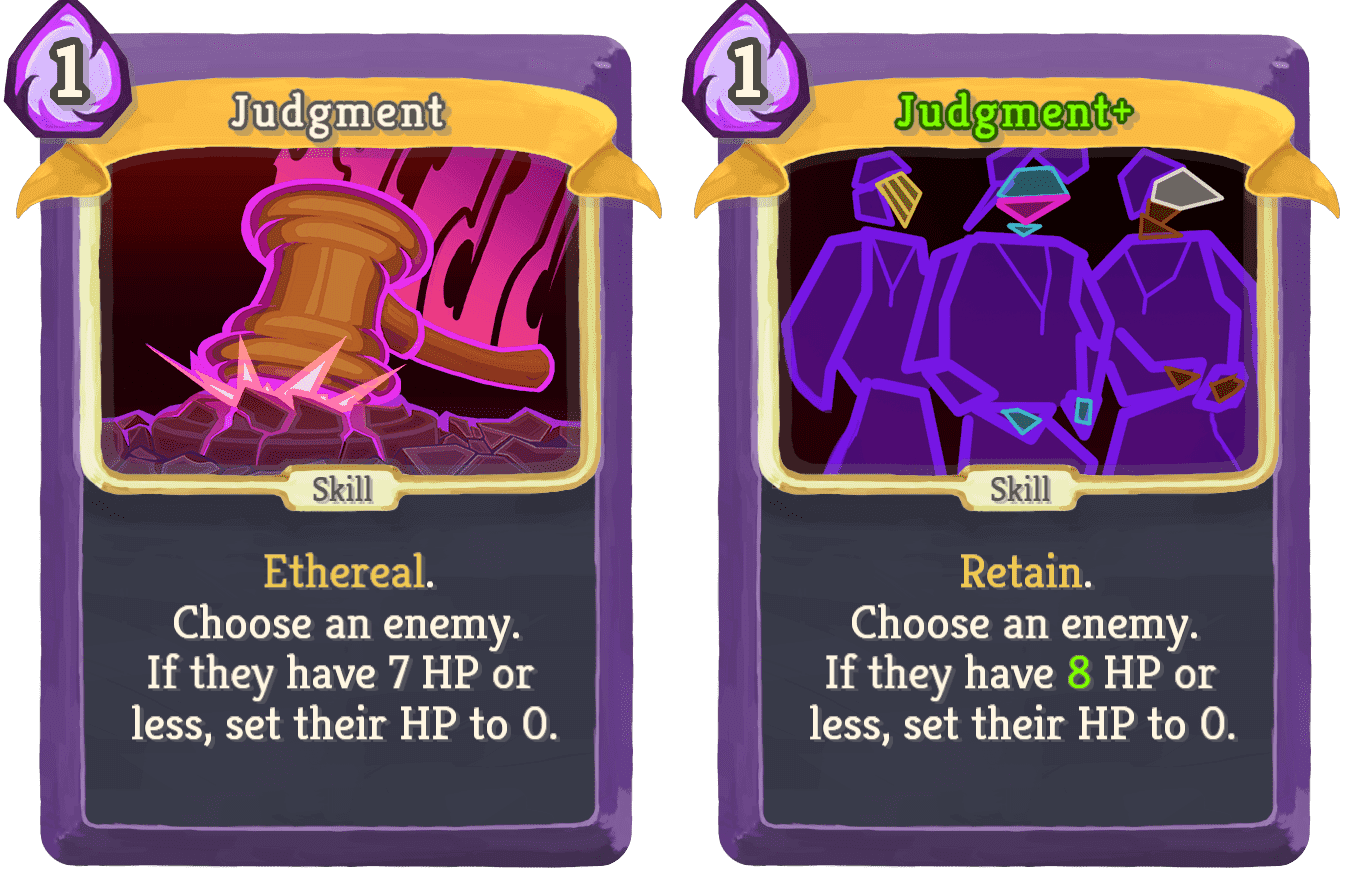 1
Judgment
Skill
Ethereal.
Choose an enemy.
If they have 7 HP or
less, set their HP to 0.
1
Judgment+
Skill
Retain.
Choose an enemy.
If they have 8 HP or
less, set their HP to 0.